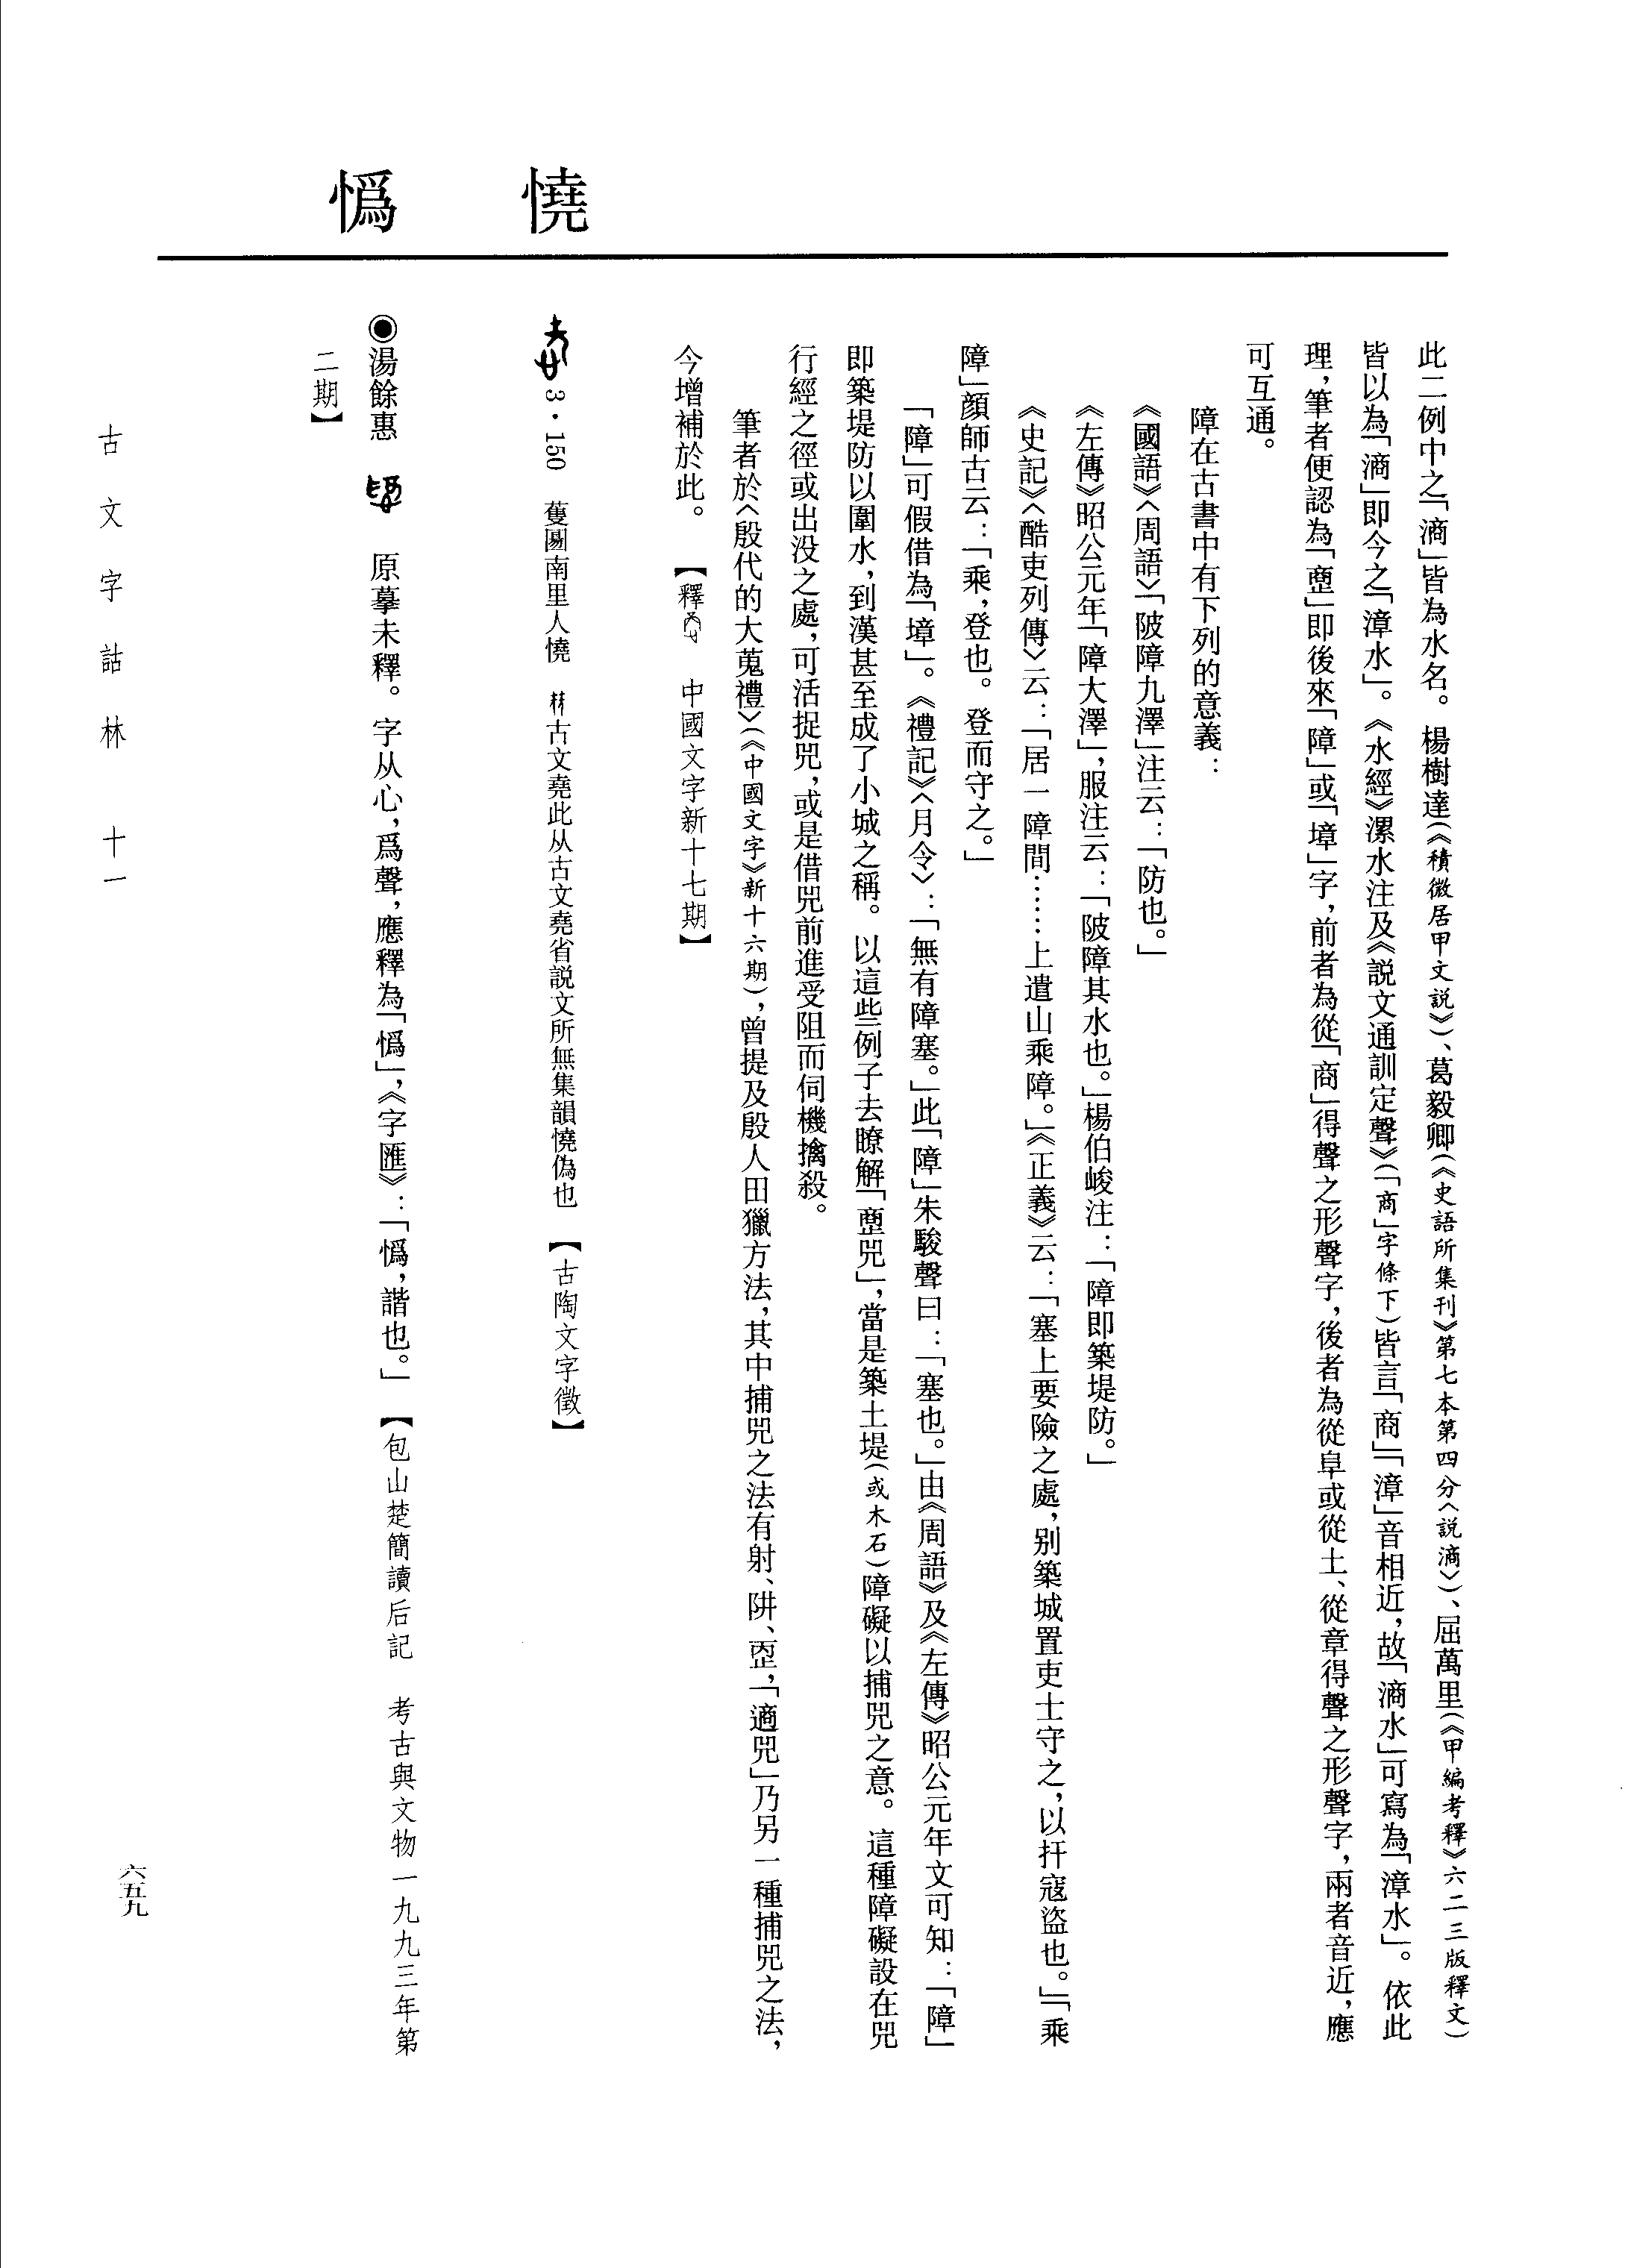 憢
㦬
此二例中之「滴」皆為水名。楊樹達(《積微居甲文説》)、葛毅卿(《史語所集刊》第七本第四分〈説滴〉)、屈萬里(《甲編考釋》六二三版釋文)
皆以為「滴」即今之「漳水」。《水經》漯水注及《説文通訓定聲》(「商」字條下)皆言「商」「漳」音相近,故「滴水」可寫為「漳水」。依此
理,筆者便認為「」即後來「障」或「墇」字,前者為從「商」得聲之形聲字,後者為從阜或從土、從章得聲之形聲字,兩者音近,應
可互通。
障在古書中有下列的意義:
《國語》〈周語〉「陂障九澤」注云:「防也。」
《左傳》昭公元年「障大澤」,服注云:「陂障其水也。」楊伯峻注:「障即築堤防。」
《史記》〈酷吏列傳〉云:「居一障間……上遣山乘障。」《正義》云:「塞上要險之處,别築城置吏士守之,以扞寇盜也。」「乘
障」顔師古云:「乘,登也。登而守之。」
「障」可假借為「墇」。《禮記》〈月令〉:「無有障塞。」此「障」朱駿聲曰:「塞也。」由《周語》及《左傳》昭公元年文可知:「障」
即築堤防以圍水,到漢甚至成了小城之稱。以這些例子去瞭解「兕」,當是築土堤(或木石)障礙以捕兕之意。這種障礙設在兕
行經之徑或出没之處,可活捉兕,或是借兕前進受阻而伺機擒殺。
筆者於〈殷代的大蒐禮〉(《中國文字》新十六期),曾提及殷人田獵方法,其中捕兕之法有射、阱、,「適兕」乃另一種捕兕之法,
今增補於此。【釋 中國文字新十七期】
3·150 蒦圖南里人憢 古文堯此从古文堯省説文所無集韻憢偽也 【古陶文字徵】
◉湯餘惠 原摹未釋。字从心,爲聲,應釋為「㦬」,《字匯》:「㦬,諧也。」【包山楚簡讀后記 考古與文物一九九三年第
二期】
古文字詁林 十一
六五九